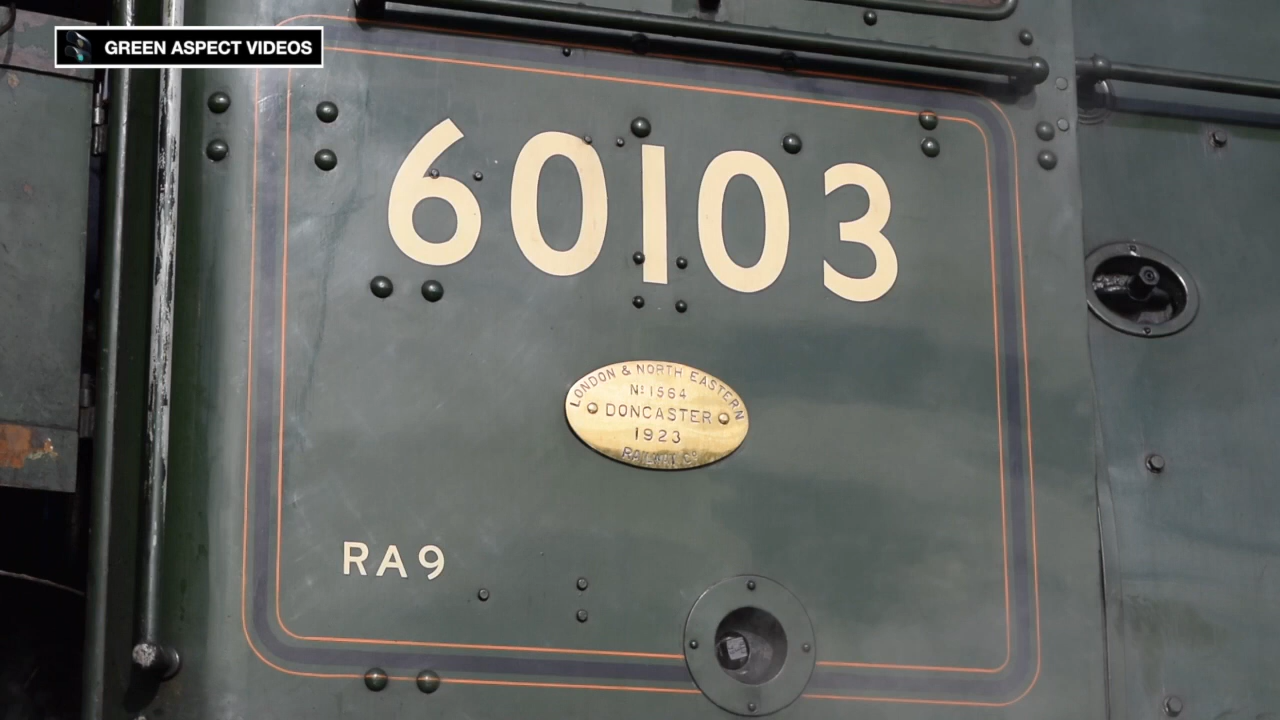 GREEN ASPECT VIDEOS
60103
LONDON & NORTH EASTERN
No 1564
DONCASTER
1923
RAILWAY Co
RA9